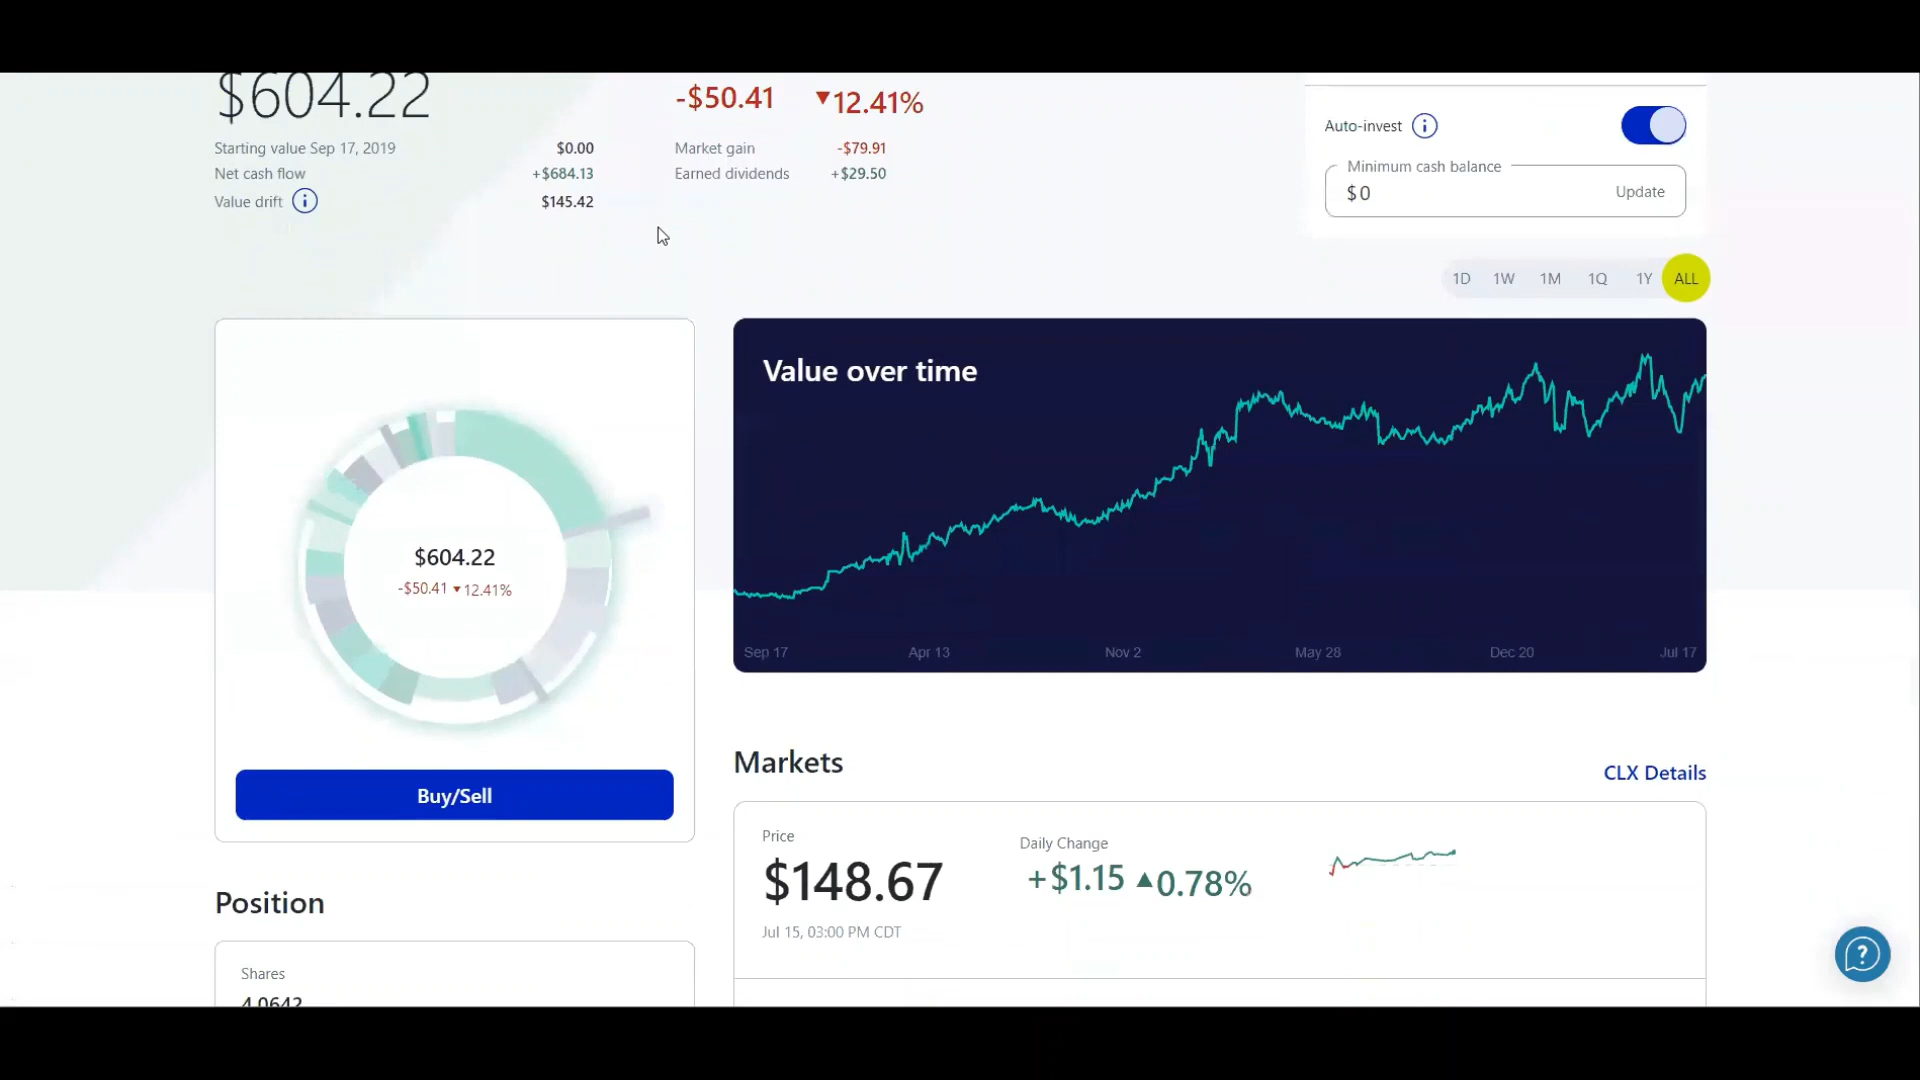 $604.22
-$50.41 ▼12.41%
Starting value Sep 17, 2019 $0.00
Net cash flow +$684.13
Value drift i $145.42
Market gain -$79.91
Earned dividends +$29.50
Auto-invest i
Minimum cash balance
$0 Update
1D 1W 1M 1Q 1Y ALL
$604.22
-$50.41 ▼12.41%
Buy/Sell
Value over time
Sep 17 Apr 13 Nov 2 May 28 Dec 20 Jul 17
Markets CLX Details
Price
$148.67
Jul 15, 03:00 PM CDT
Daily Change
+$1.15 ▲0.78%
Position
Shares
4.0642
?